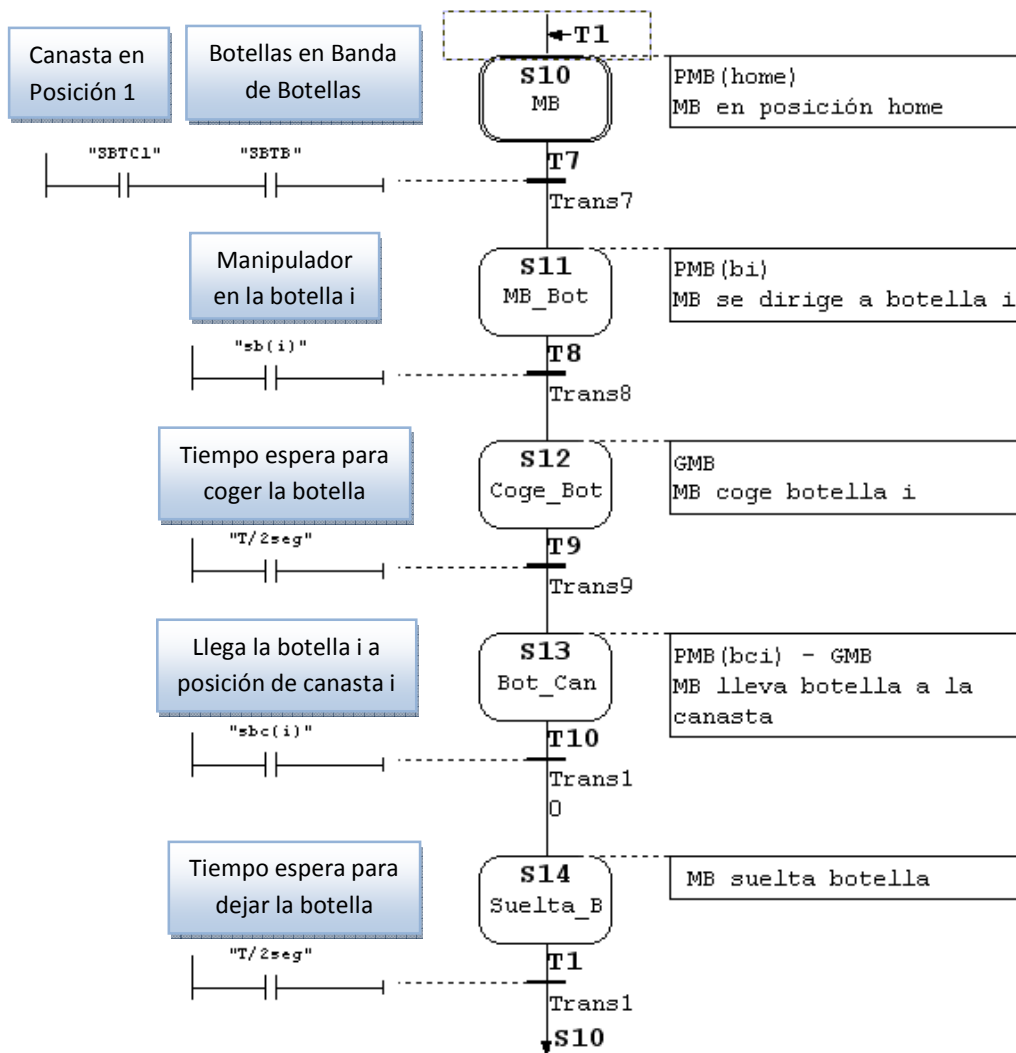 T1
Canasta en
Posición 1
Botellas en Banda
de Botellas
S10
MB
PMB(home)
MB en posición home
"SBTC1"
"SBTB"
T7
Trans7
Manipulador
en la botella i
S11
MB_Bot
PMB(bi)
MB se dirige a botella i
"sb(i)"
T8
Trans8
Tiempo espera para
coger la botella
S12
Coge_Bot
GMB
MB coge botella i
"T/2seg"
T9
Trans9
Llega la botella i a
posición de canasta i
S13
Bot_Can
PMB(bci) - GMB
MB lleva botella a la
canasta
"sbc(i)"
T10
Trans1
0
Tiempo espera para
dejar la botella
S14
Suelta_B
MB suelta botella
"T/2seg"
T1
Trans1
S10